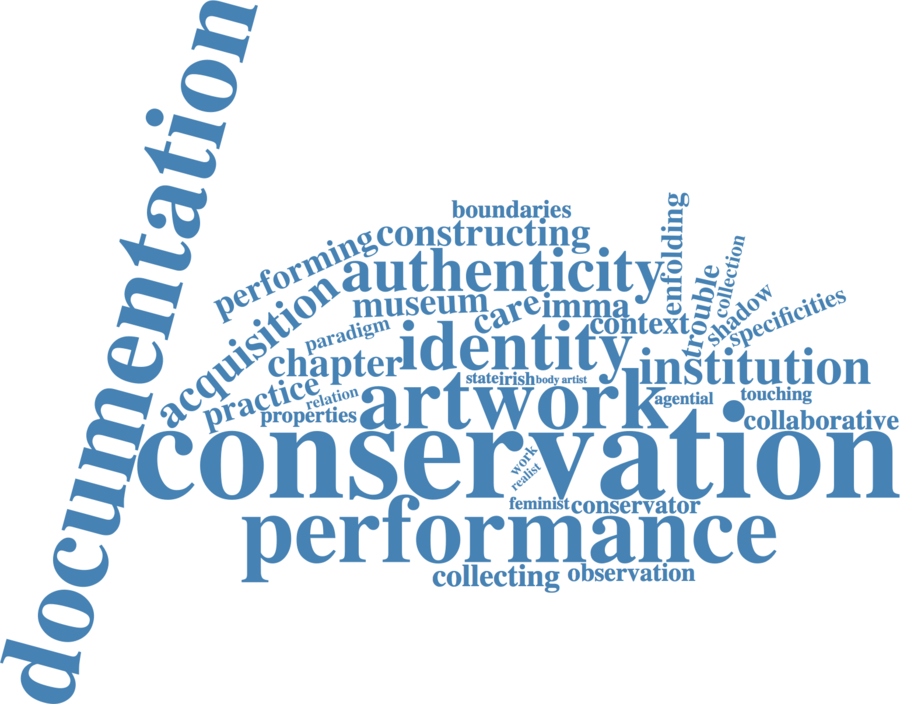 documentation
boundaries
constructing
performing
enfolding
authenticity
acquisition
collection
trouble
museum
care
imma
shadow
context
specificities
paradigm
identity
chapter
institution
state
irish
body
artist
practice
relation
artwork
agential
touching
properties
collaborative
conservation
work
realist
feminist
conservator
performance
collecting
observation